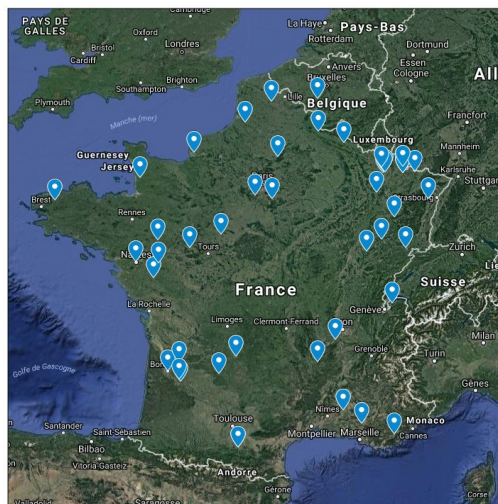 Cambridge
PAYS DE
GALLES
Oxford
La Haye
Pays-Bas
Rotterdam
Londres
Bristol
Cardiff
Dortmund
Essen
Anvers
Bruxelles
Cologne
All
Southampton
Brighton
Lille
Belgique
Plymouth
Francfort
Manche (mer)
Luxembourg
Guernesey
Mannheim
Jersey
Karlsruhe
Paris
Strasbourg
Stuttgart
Brest
Rennes
Nantes
Tours
Zurich
Lie
France
Suisse
La Rochelle
Genève
Limoges
Clermont-Ferrand
Lyon
Milan
Grenoble
Turin
Golfe de Gascogne
Gênes
Nîmes
Toulouse
Monaco
Santander
Saint-Sébastien
Montpellier
Marseille
Cannes
Bilbao
Vitoria-Gasteiz
Andorre
Corse
Gérone
Valladolid
Saragosse